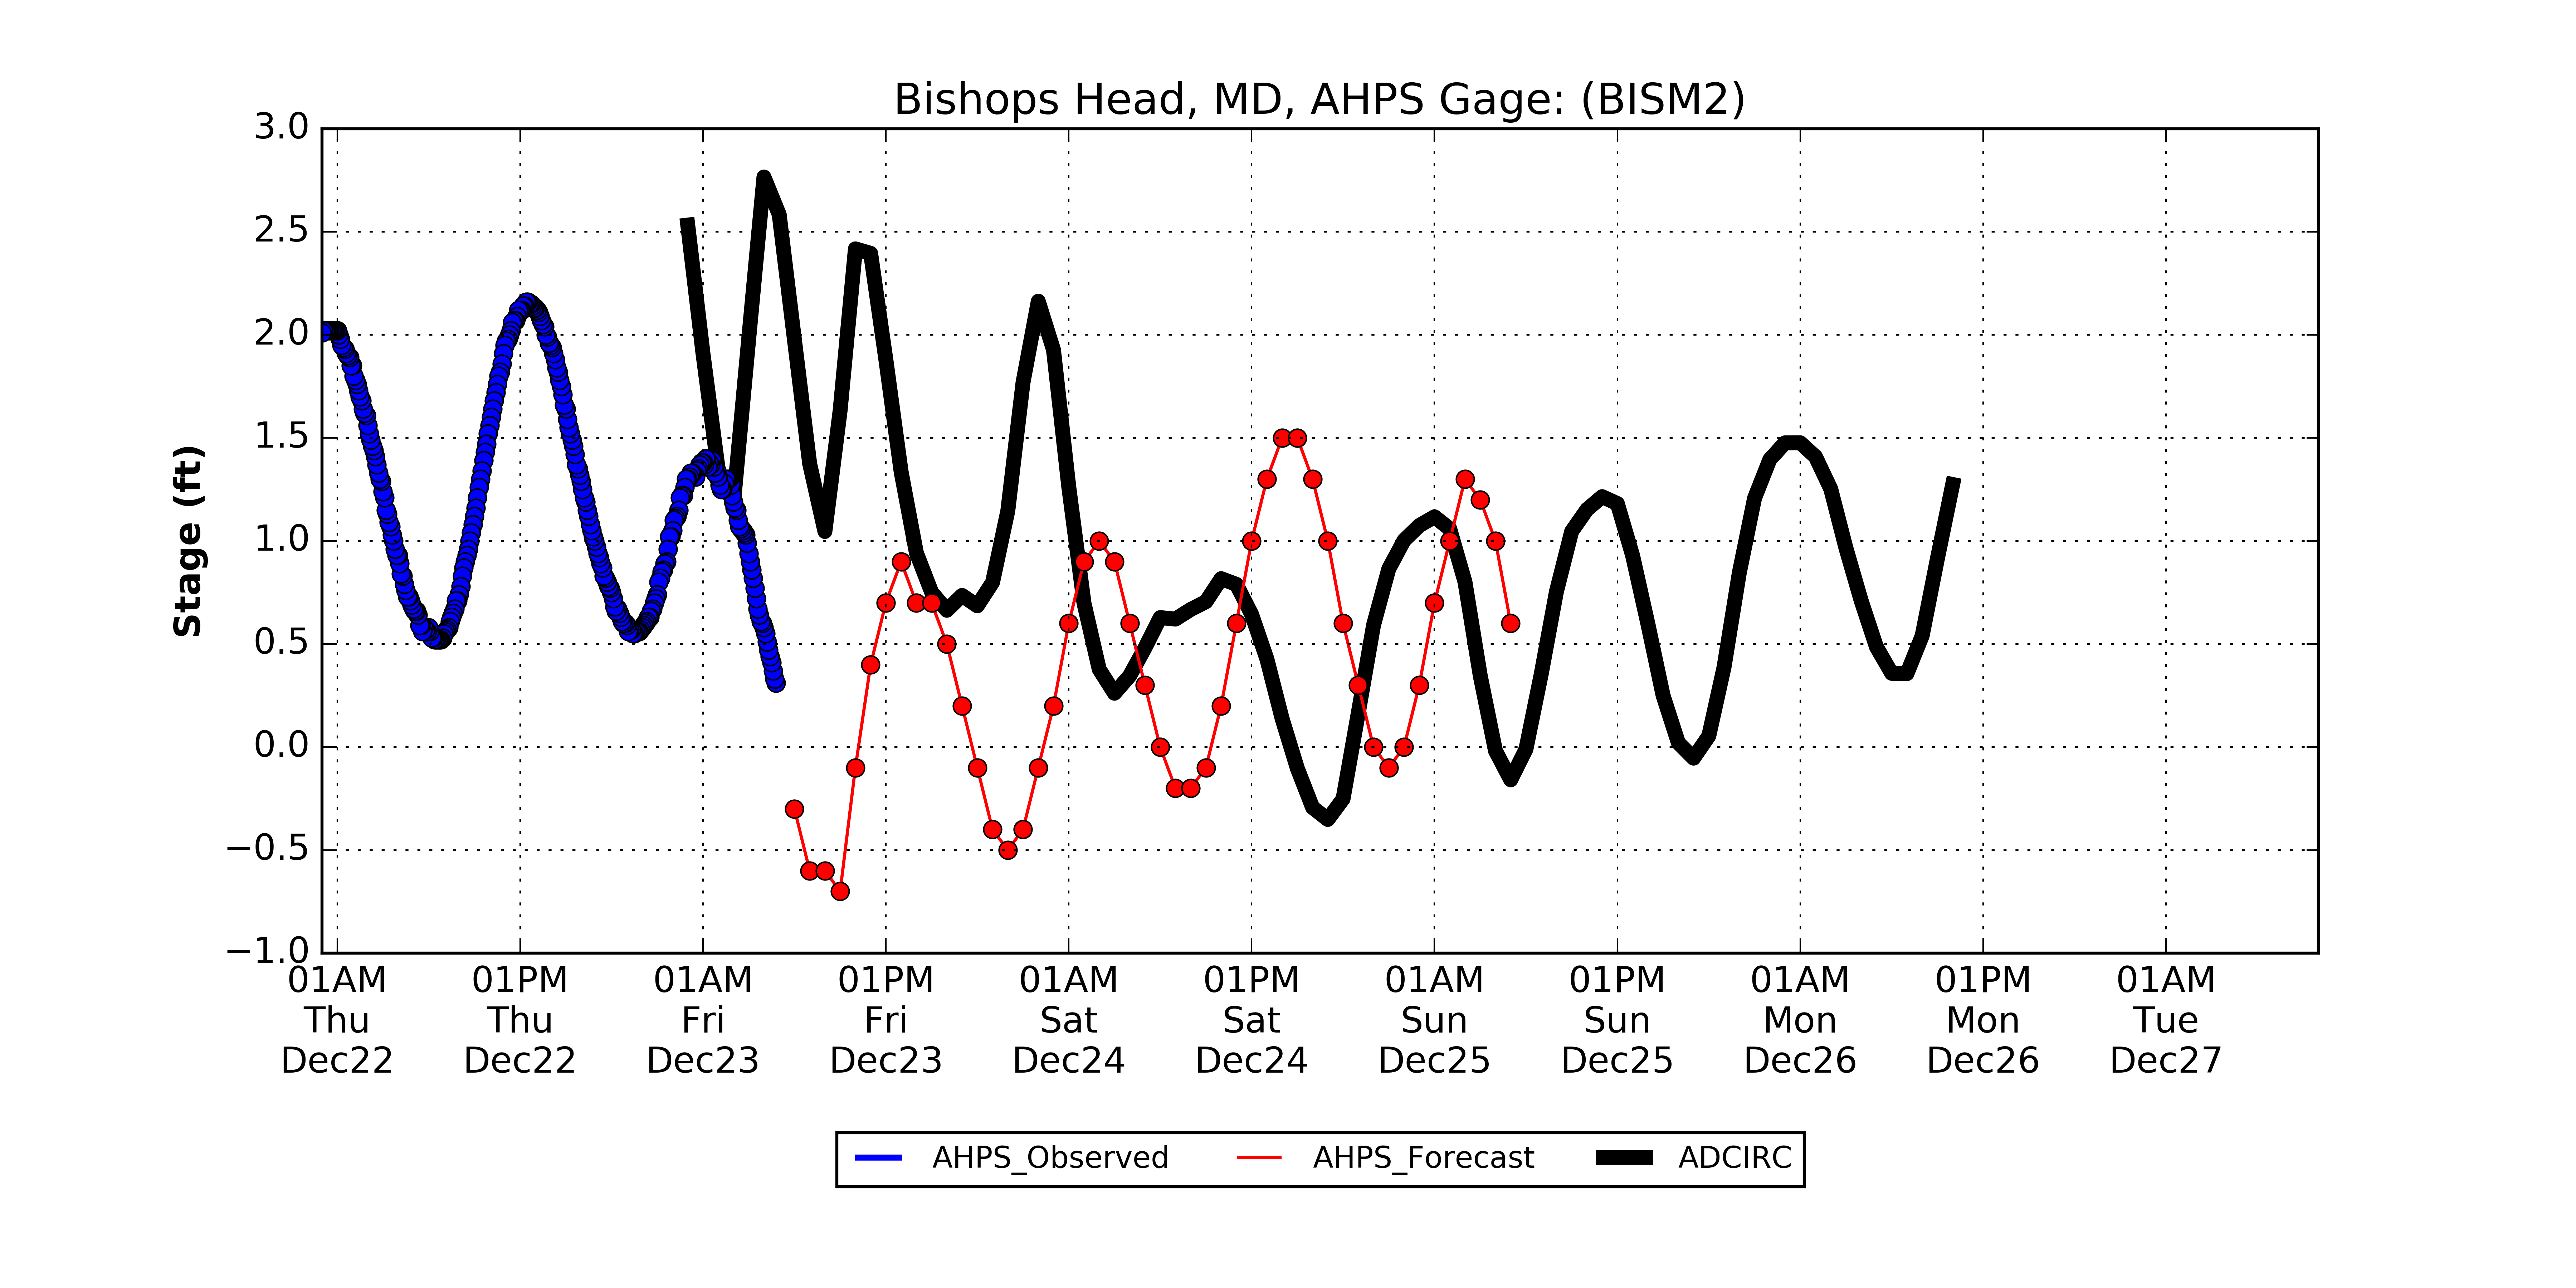 Bishops Head, MD, AHPS Gage: (BISM2)
3.0
2.5
2.0
1.5
1.0
0.5
0.0
−0.5
−1.0
Stage (ft)
01AM 01PM 01AM 01PM 01AM 01PM 01AM 01PM 01AM 01PM 01AM
Thu Thu Fri Fri Sat Sat Sun Sun Mon Mon Tue
Dec22 Dec22 Dec23 Dec23 Dec24 Dec24 Dec25 Dec25 Dec26 Dec26 Dec27
AHPS_Observed AHPS_Forecast ADCIRC